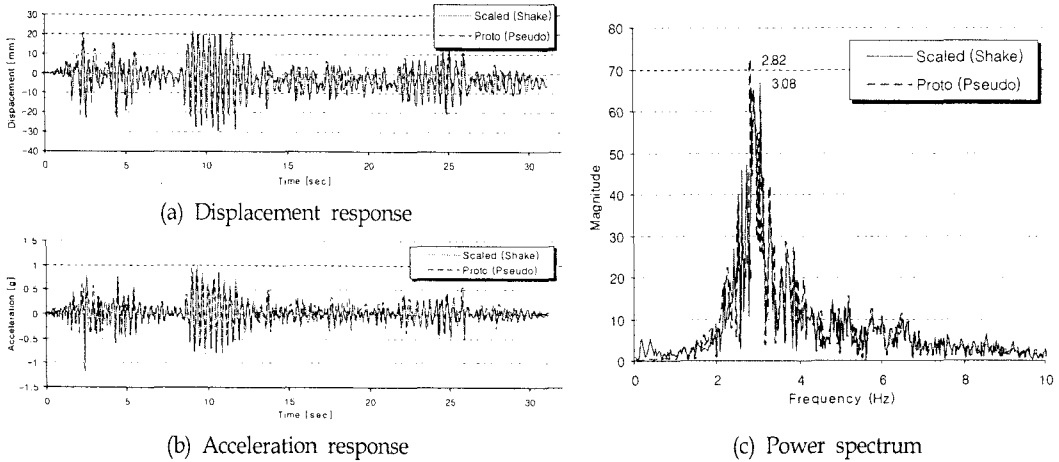 30
20
10
0
-10
-20
-30
-40
Dispacement [mm]
Scaled (Shake)
Proto (Pseudo)
0 5 10 15 20 25 30
Time [sec]
(a) Displacement response
1.5
1
0.5
0
-0.5
-1
-1.5
Acceleration [g]
Scaled (Shake)
Proto (Pseudo)
0 5 10 15 20 25 30
Time [sec]
(b) Acceleration response
80
70
60
50
40
30
20
10
0
Magnitude
2.82
3.08
Scaled (Shake)
Proto (Pseudo)
0 2 4 6 8 10
Frequency (Hz)
(c) Power spectrum